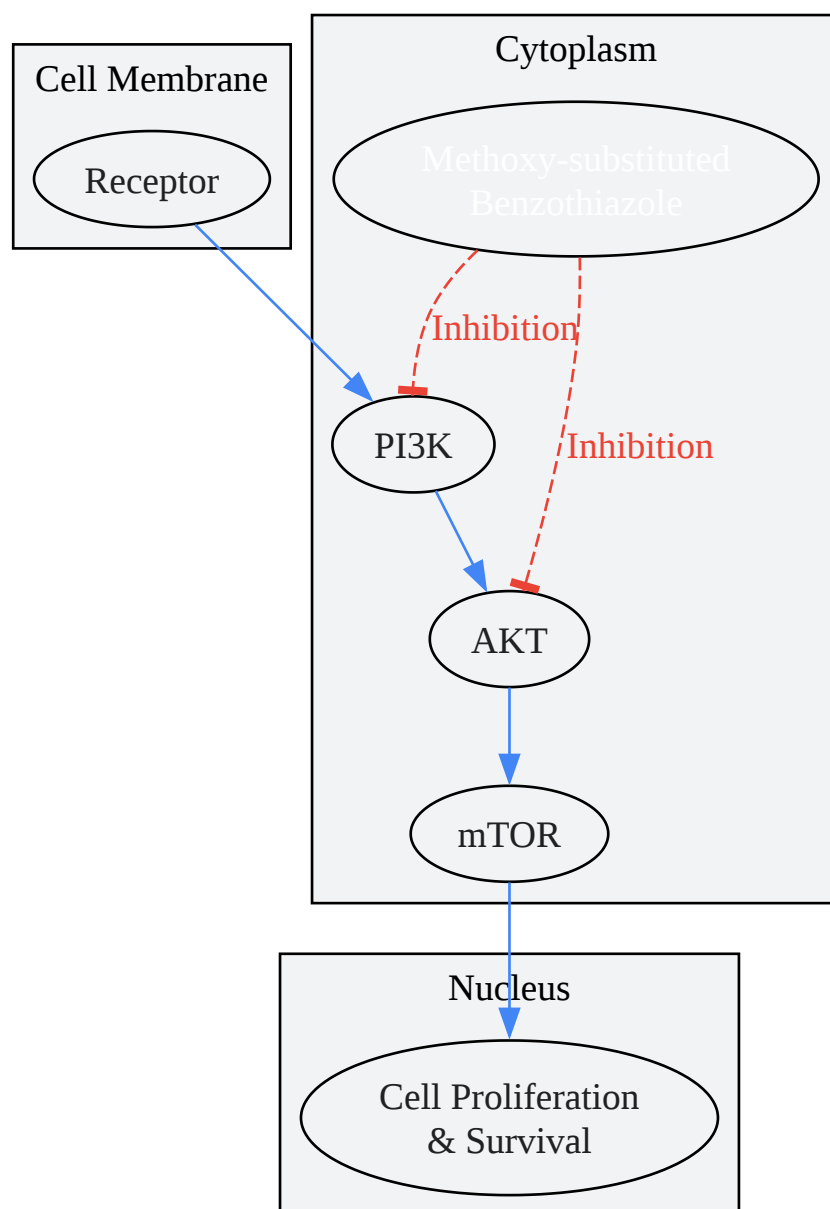 Cell Membrane
Receptor
Cytoplasm
Methoxy-substituted
Benzothiazole
Inhibition
PI3K
Inhibition
AKT
mTOR
Nucleus
Cell Proliferation
& Survival